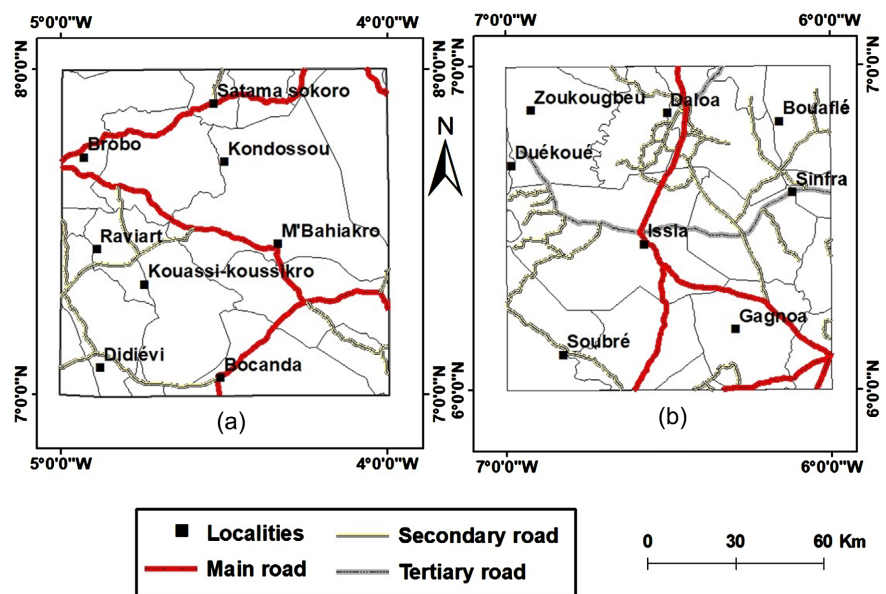 5°0'0"W 4°0'0"W
7°0'0"W 6°0'0"W
8°0'0"N 8°0'0"N
7°0'0"N 7°0'0"N
Satama sokoro
Brobo
Kondossou
Raviart
M'Bahiakro
Kouassi-koussikro
Didiévi
Bocanda
7°0'0"N 7°0'0"N
(a)
5°0'0"W 4°0'0"W
N
Zoukougbeu
Daloa
Bouaflé
Duékoué
Sinfra
Issia
Gagnoa
Soubré
6°0'0"N 6°0'0"N
(b)
7°0'0"W 6°0'0"W
Localities
Secondary road
Main road
Tertiary road
0 30 60 Km